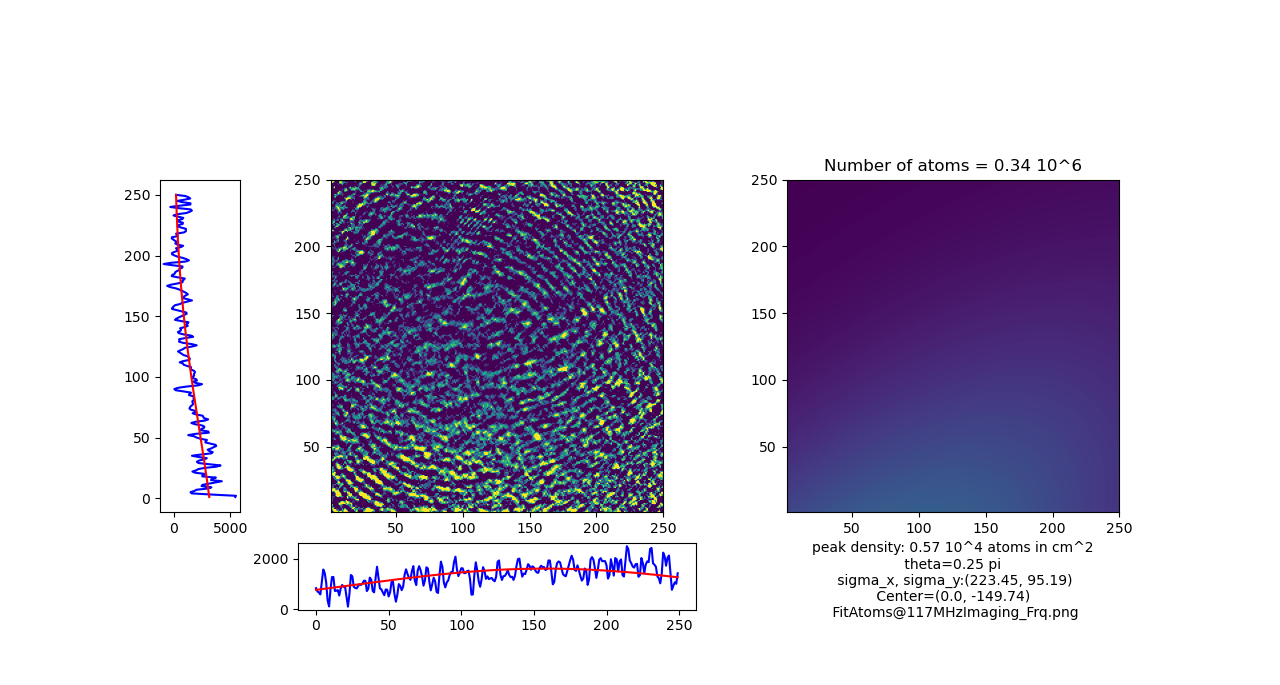 Number of atoms = 0.34 10^6
250
200
150
100
50
0
0 5000
250
200
150
100
50
50 100 150 200 250
250
200
150
100
50
50 100 150 200 250
2000
0
0 50 100 150 200 250
peak density: 0.57 10^4 atoms in cm^2
theta=0.25 pi
sigma_x, sigma_y:(223.45, 95.19)
Center=(0.0, -149.74)
FitAtoms@117MHzImaging_Frq.png